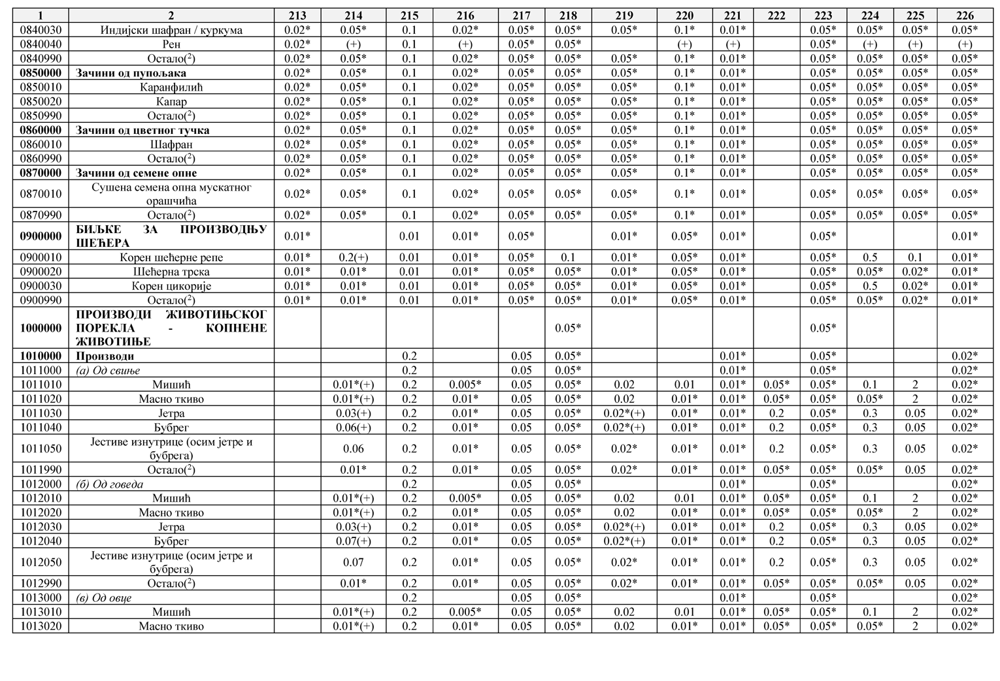 1 2 213 214 215 216 217 218 219 220 221 222 223 224 225 226
0840030 Индијски шафран / куркума 0.02* 0.05* 0.1 0.02* 0.05* 0.05* 0.05* 0.1* 0.01* 0.05* 0.05* 0.05* 0.05*
0840040 Рен 0.02* (+) 0.1 (+) 0.05* 0.05* (+) (+) 0.05* (+) (+) (+)
0840990 Остало(2) 0.02* 0.05* 0.1 0.02* 0.05* 0.05* 0.05* 0.1* 0.01* 0.05* 0.05* 0.05* 0.05*
0850000 Зачини од пупољака 0.02* 0.05* 0.1 0.02* 0.05* 0.05* 0.05* 0.1* 0.01* 0.05* 0.05* 0.05* 0.05*
0850010 Каранфилић 0.02* 0.05* 0.1 0.02* 0.05* 0.05* 0.05* 0.1* 0.01* 0.05* 0.05* 0.05* 0.05*
0850020 Капар 0.02* 0.05* 0.1 0.02* 0.05* 0.05* 0.05* 0.1* 0.01* 0.05* 0.05* 0.05* 0.05*
0850990 Остало(2) 0.02* 0.05* 0.1 0.02* 0.05* 0.05* 0.05* 0.1* 0.01* 0.05* 0.05* 0.05* 0.05*
0860000 Зачини од цветног тучка 0.02* 0.05* 0.1 0.02* 0.05* 0.05* 0.05* 0.1* 0.01* 0.05* 0.05* 0.05* 0.05*
0860010 Шафран 0.02* 0.05* 0.1 0.02* 0.05* 0.05* 0.05* 0.1* 0.01* 0.05* 0.05* 0.05* 0.05*
0860990 Остало(2) 0.02* 0.05* 0.1 0.02* 0.05* 0.05* 0.05* 0.1* 0.01* 0.05* 0.05* 0.05* 0.05*
0870000 Зачини од семене опне 0.02* 0.05* 0.1 0.02* 0.05* 0.05* 0.05* 0.1* 0.01* 0.05* 0.05* 0.05* 0.05*
Сушена семена опна мускатног
0870010 0.02* 0.05* 0.1 0.02* 0.05* 0.05* 0.05* 0.1* 0.01* 0.05* 0.05* 0.05* 0.05*
орашчића
0870990 Остало(2) 0.02* 0.05* 0.1 0.02* 0.05* 0.05* 0.05* 0.1* 0.01* 0.05* 0.05* 0.05* 0.05*
БИЉКЕ ЗА ПРОИЗВОДЊУ
0900000 0.01* 0.01 0.01* 0.05* 0.01* 0.05* 0.01* 0.05* 0.01*
ШЕЋЕРА
0900010 Корен шећерне репе 0.01* 0.2(+) 0.01 0.01* 0.05* 0.1 0.01* 0.05* 0.01* 0.05* 0.5 0.1 0.01*
0900020 Шећерна трска 0.01* 0.01* 0.01 0.01* 0.05* 0.05* 0.01* 0.05* 0.01* 0.05* 0.05* 0.02* 0.01*
0900030 Корен цикорије 0.01* 0.01* 0.01 0.01* 0.05* 0.05* 0.01* 0.05* 0.01* 0.05* 0.5 0.02* 0.01*
0900990 Остало(2) 0.01* 0.01* 0.01 0.01* 0.05* 0.05* 0.01* 0.05* 0.01* 0.05* 0.05* 0.02* 0.01*
ПРОИЗВОДИ ЖИВОТИЊСКОГ
1000000 ПОРЕКЛА - КОПНЕНЕ 0.05* 0.05*
ЖИВОТИЊЕ
1010000 Производи 0.2 0.05 0.05* 0.01* 0.05* 0.02*
1011000 (а) Од свиње 0.2 0.05 0.05* 0.01* 0.05* 0.02*
1011010 Мишић 0.01*(+) 0.2 0.005* 0.05 0.05* 0.02 0.01 0.01* 0.05* 0.05* 0.1 2 0.02*
1011020 Масно ткиво 0.01*(+) 0.2 0.01* 0.05 0.05* 0.02 0.01* 0.01* 0.05* 0.05* 0.05* 2 0.02*
1011030 Јетра 0.03(+) 0.2 0.01* 0.05 0.05* 0.02*(+) 0.01* 0.01* 0.2 0.05* 0.3 0.05 0.02*
1011040 Бубрег 0.06(+) 0.2 0.01* 0.05 0.05* 0.02*(+) 0.01* 0.01* 0.2 0.05* 0.3 0.05 0.02*
Јестиве изнутрице (осим јетре и
1011050 0.06 0.2 0.01* 0.05 0.05* 0.02* 0.01* 0.01* 0.2 0.05* 0.3 0.05 0.02*
бубрега)
1011990 Остало(2) 0.01* 0.2 0.01* 0.05 0.05* 0.02* 0.01* 0.01* 0.05* 0.05* 0.05* 0.05 0.02*
1012000 (б) Од говеда 0.2 0.05 0.05* 0.01* 0.05* 0.02*
1012010 Мишић 0.01*(+) 0.2 0.005* 0.05 0.05* 0.02 0.01 0.01* 0.05* 0.05* 0.1 2 0.02*
1012020 Масно ткиво 0.01*(+) 0.2 0.01* 0.05 0.05* 0.02 0.01* 0.01* 0.05* 0.05* 0.05* 2 0.02*
1012030 Јетра 0.03(+) 0.2 0.01* 0.05 0.05* 0.02*(+) 0.01* 0.01* 0.2 0.05* 0.3 0.05 0.02*
1012040 Бубрег 0.07(+) 0.2 0.01* 0.05 0.05* 0.02*(+) 0.01* 0.01* 0.2 0.05* 0.3 0.05 0.02*
Јестиве изнутрице (осим јетре и
1012050 0.07 0.2 0.01* 0.05 0.05* 0.02* 0.01* 0.01* 0.2 0.05* 0.3 0.05 0.02*
бубрега)
1012990 Остало(2) 0.01* 0.2 0.01* 0.05 0.05* 0.02* 0.01* 0.01* 0.05* 0.05* 0.05* 0.05 0.02*
1013000 (в) Од овце 0.2 0.05 0.05* 0.01* 0.05* 0.02*
1013010 Мишић 0.01*(+) 0.2 0.005* 0.05 0.05* 0.02 0.01 0.01* 0.05* 0.05* 0.1 2 0.02*
1013020 Масно ткиво 0.01*(+) 0.2 0.01* 0.05 0.05* 0.02 0.01* 0.01* 0.05* 0.05* 0.05* 2 0.02*